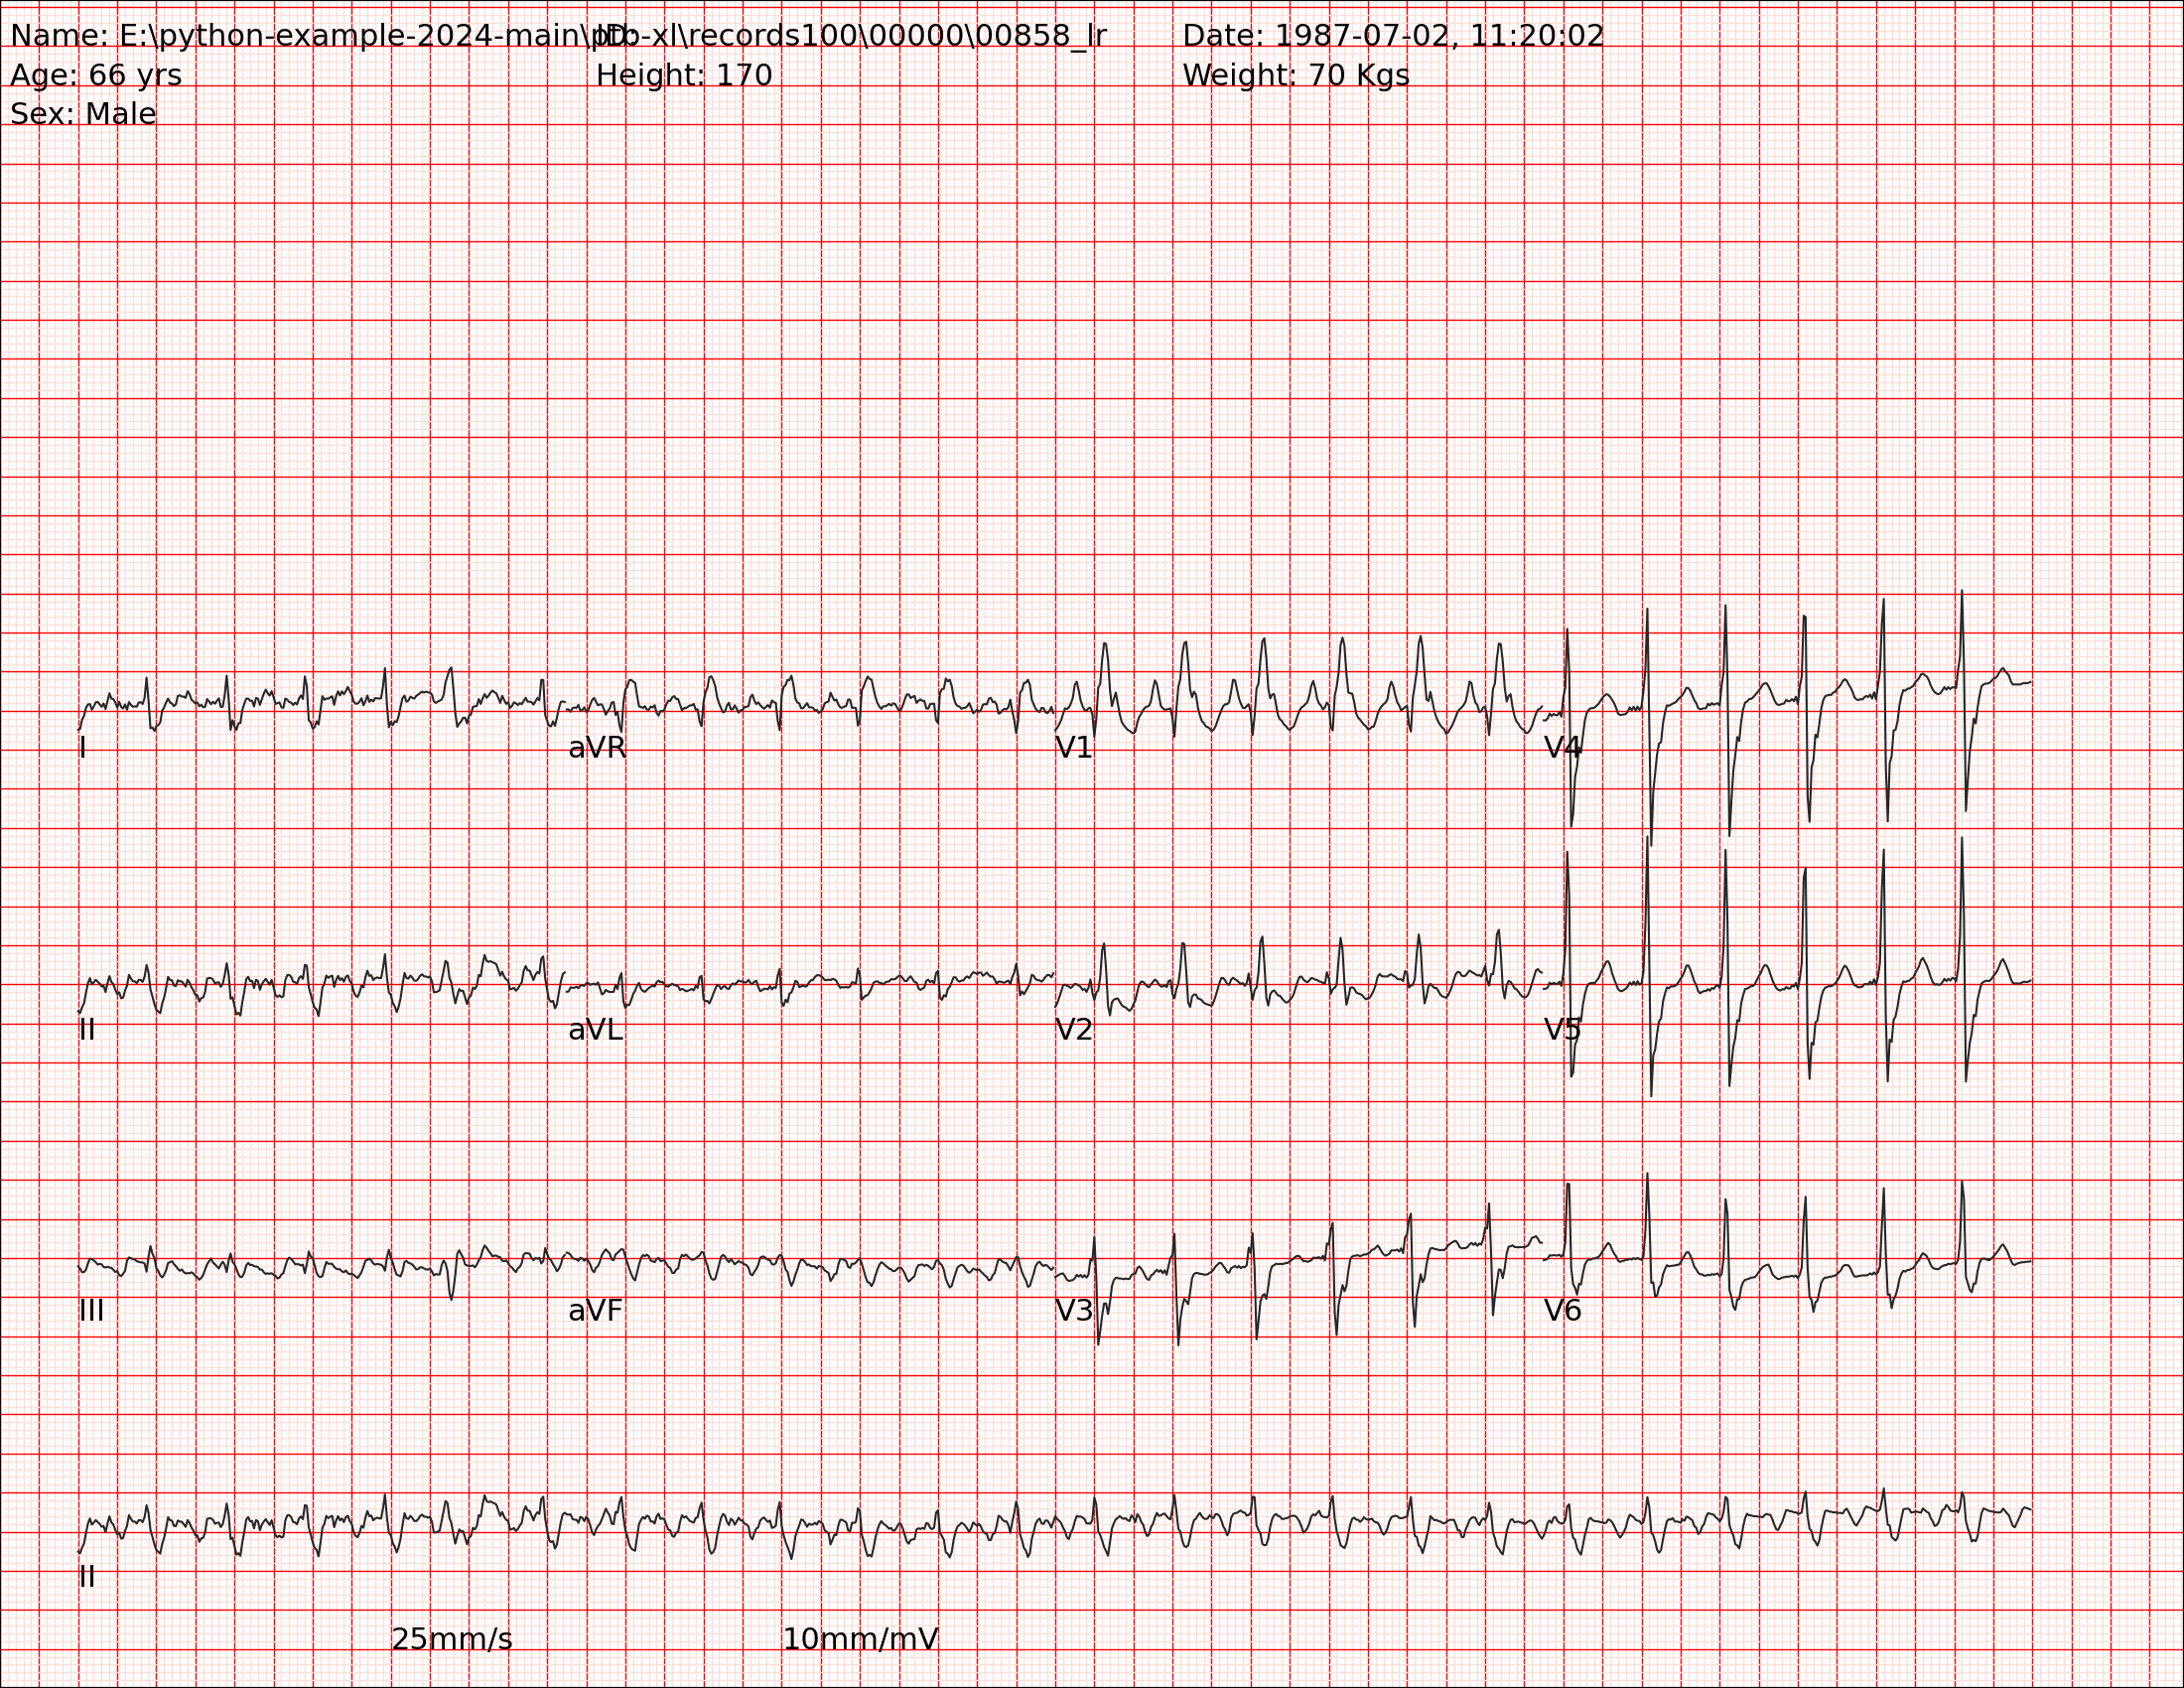 Name: E:\python-example-2024-main\ptb-xl\records100\00000\00858_lr ID: Date: 1987-07-02, 11:20:02
Age: 66 yrs Height: 170 Weight: 70 Kgs
Sex: Male
I aVR V1 V4
II aVL V2 V5
III aVF V3 V6
II
25mm/s 10mm/mV